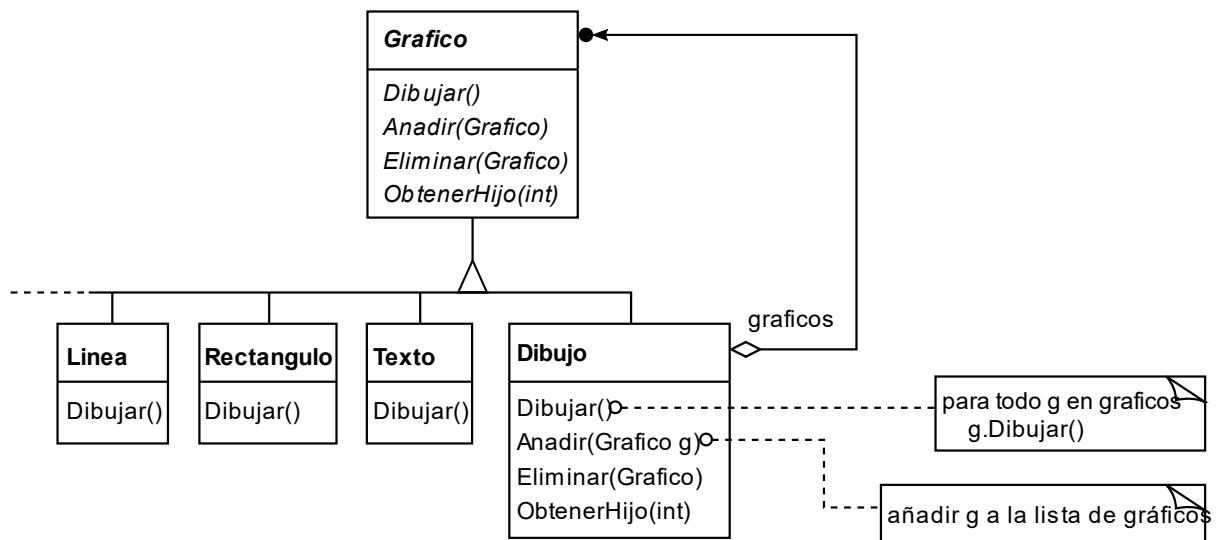 Grafico
Dibujar()
Anadir(Grafico)
Eliminar(Grafico)
ObtenerHijo(int)
graficos
Linea
Dibujar()
Rectangulo
Dibujar()
Texto
Dibujar()
Dibujo
Dibujar()
Anadir(Grafico g)
Eliminar(Grafico)
ObtenerHijo(int)
para todo g en graficos
g.Dibujar()
añadir g a la lista de gráficos